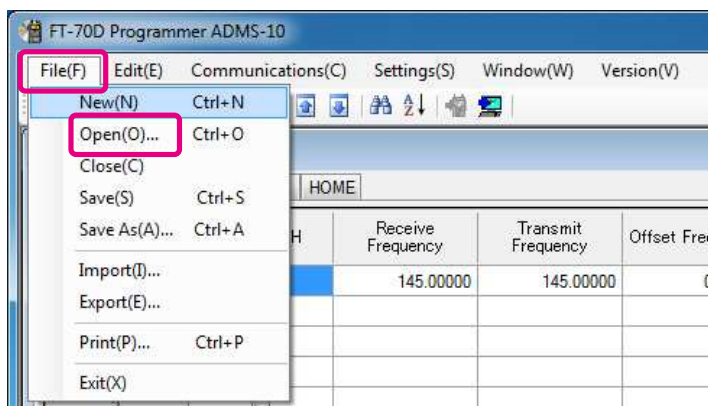 FT-70D Programmer ADMS-10
File(F) Edit(E) Communications(C) Settings(S) Window(W) Version(V)
New(N) Ctrl+N
Open(O)... Ctrl+O
Close(C)
Save(S) Ctrl+S
Save As(A)... Ctrl+A
Import(I)...
Export(E)...
Print(P)... Ctrl+P
Exit(X)
HOME
H
Receive
Frequency
Transmit
Frequency
Offset Fre
145.00000 145.00000 0